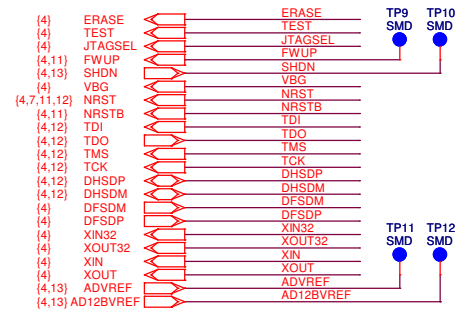 {4} ERASE ERASE TP9 TP10
{4} TEST TEST SMD SMD
{4} JTAGSEL JTAGSEL
{4,11} FWUP FWUP
{4,13} SHDN SHDN
{4} VBG VBG
{4,7,11,12} NRST NRST
{4,11} NRSTB NRSTB
{4,12} TDI TDI
{4,12} TDO TDO
{4,12} TMS TMS
{4,12} TCK TCK
{4,12} DHSDP DHSDP
{4,12} DHSDM DHSDM
{4} DFSDM DFSDM
{4} DFSDP DFSDP
{4} XIN32 XIN32 TP11 TP12
{4} XOUT32 XOUT32 SMD SMD
{4} XIN XIN
{4} XOUT XOUT
{4,13} ADVREF ADVREF
{4,13} AD12BVREF AD12BVREF